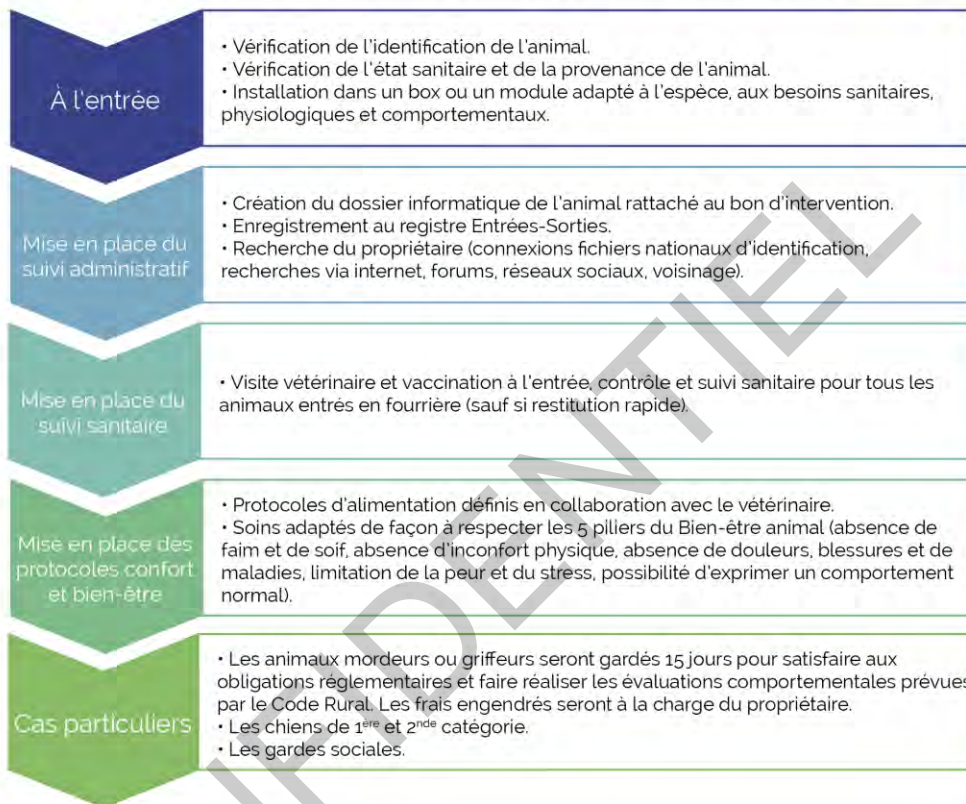 À l'entrée
• Vérification de l'identification de l'animal.
• Vérification de l'état sanitaire et de la provenance de l'animal.
• Installation dans un box ou un module adapté à l'espèce, aux besoins sanitaires,
physiologiques et comportementaux.
Mise en place du
suivi administratif
• Création du dossier informatique de l'animal rattaché au bon d'intervention.
• Enregistrement au registre Entrées-Sorties.
• Recherche du propriétaire (connexions fichiers nationaux d'identification,
recherches via internet, forums, réseaux sociaux, voisinage).
Mise en place du
suivi sanitaire
• Visite vétérinaire et vaccination à l'entrée, contrôle et suivi sanitaire pour tous les
animaux entrés en fourrière (sauf si restitution rapide).
Mise en place des
protocoles confort
et bien-être
• Protocoles d'alimentation définis en collaboration avec le vétérinaire.
• Soins adaptés de façon à respecter les 5 piliers du Bien-être animal (absence de
faim et de soif, absence d'inconfort physique, absence de douleurs, blessures et de
maladies, limitation de la peur et du stress, possibilité d'exprimer un comportement
normal).
Cas particuliers
• Les animaux mordeurs ou griffeurs seront gardés 15 jours pour satisfaire aux
obligations réglementaires et faire réaliser les évaluations comportementales prévues
par le Code Rural. Les frais engendrés seront à la charge du propriétaire.
• Les chiens de 1ère et 2nde catégorie.
• Les gardes sociales.
FIDENTIEL